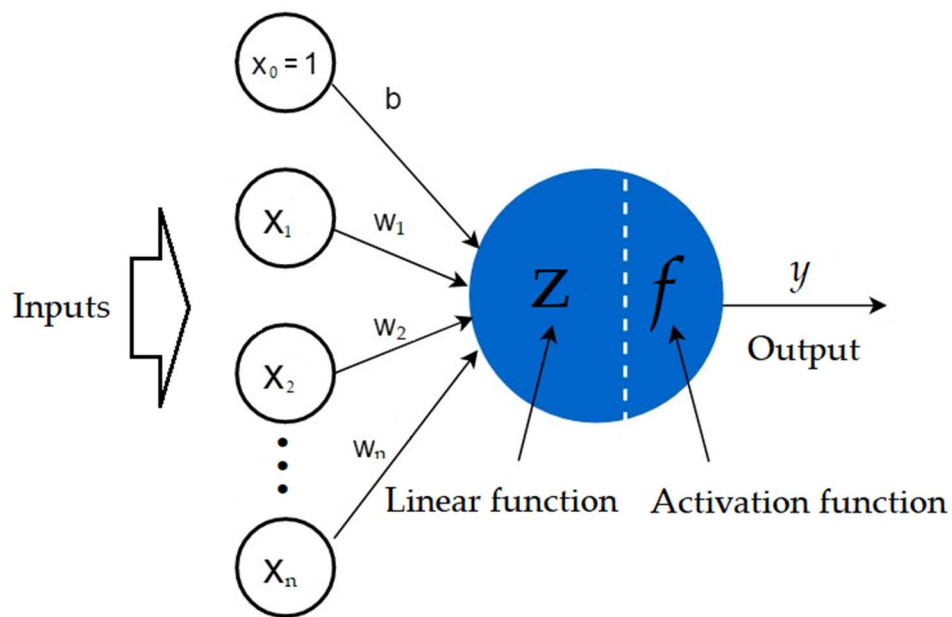 x₀ = 1
b
x₁
w₁
Inputs
z
f
y
w₂
Output
x₂
wₙ
Linear function
Activation function
xₙ